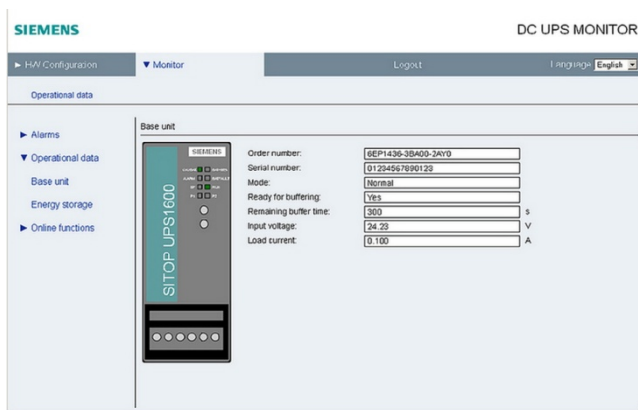 SIEMENS
DC UPS MONITOR
► H/W Configuration ▼ Monitor Logout Language English
Operational data
► Alarms
▼ Operational data
Base unit
Energy storage
► Online functions
Base unit
SIEMENS
SITOP UPS1600
Order number: 6EP1436-3BA00-2AY0
Serial number: 01234567890123
Mode: Normal
Ready for buffering: Yes
Remaining buffer time: 300 s
Input voltage: 24.23 V
Load current: 0.100 A